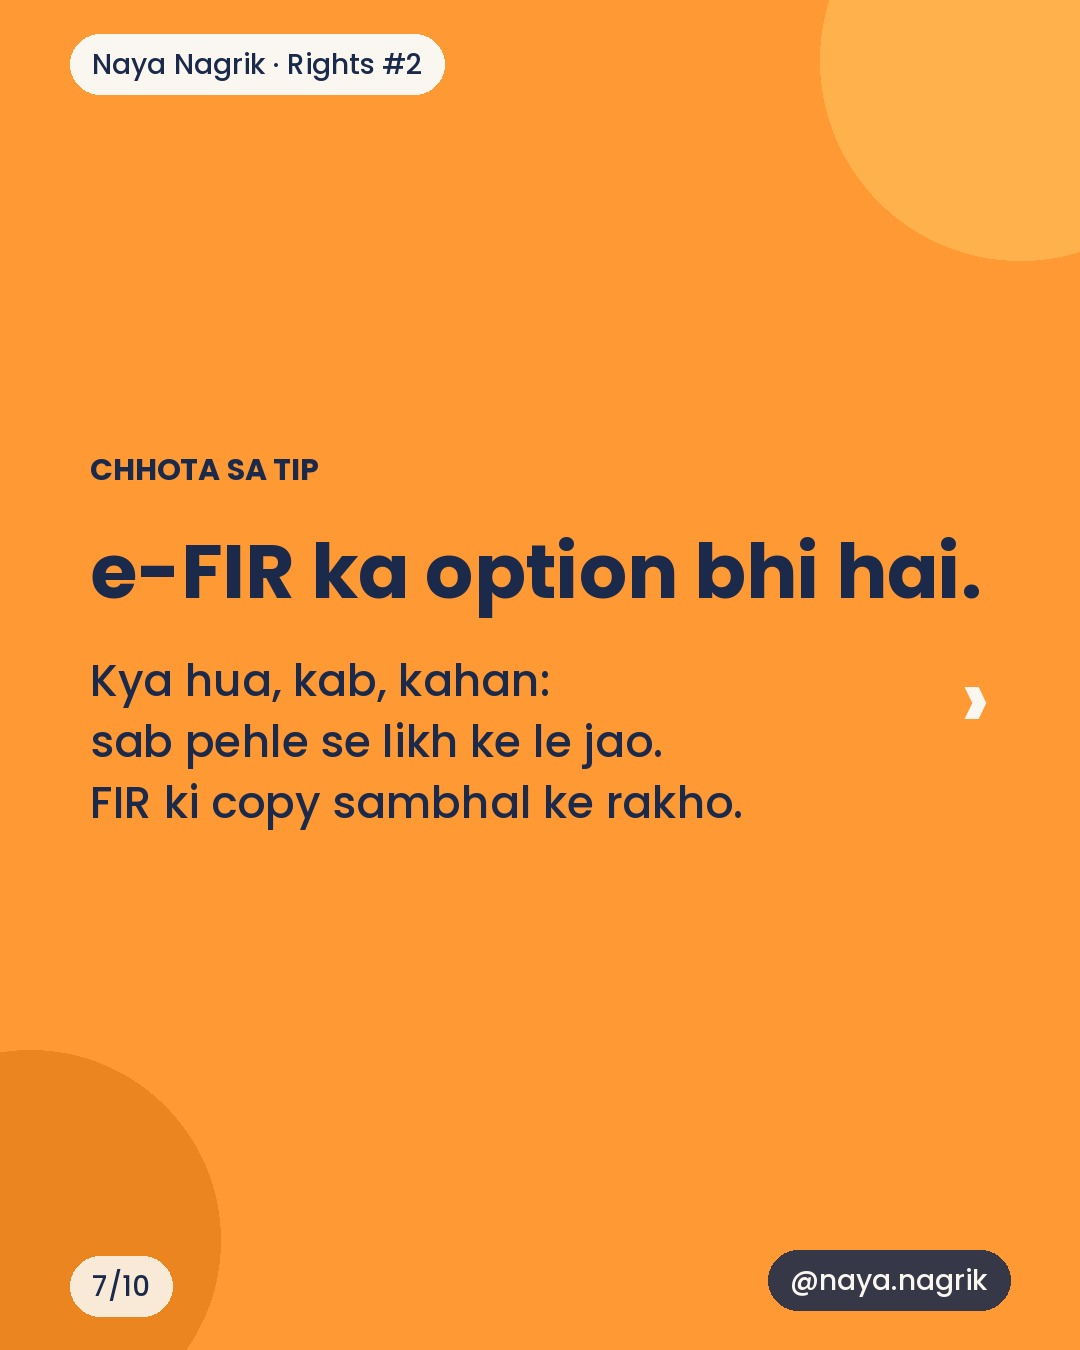 Naya Nagrik · Rights #2
CHHOTA SA TIP
e-FIR ka option bhi hai.
Kya hua, kab, kahan:
sab pehle se likh ke le jao.
FIR ki copy sambhal ke rakho.
7/10
@naya.nagrik